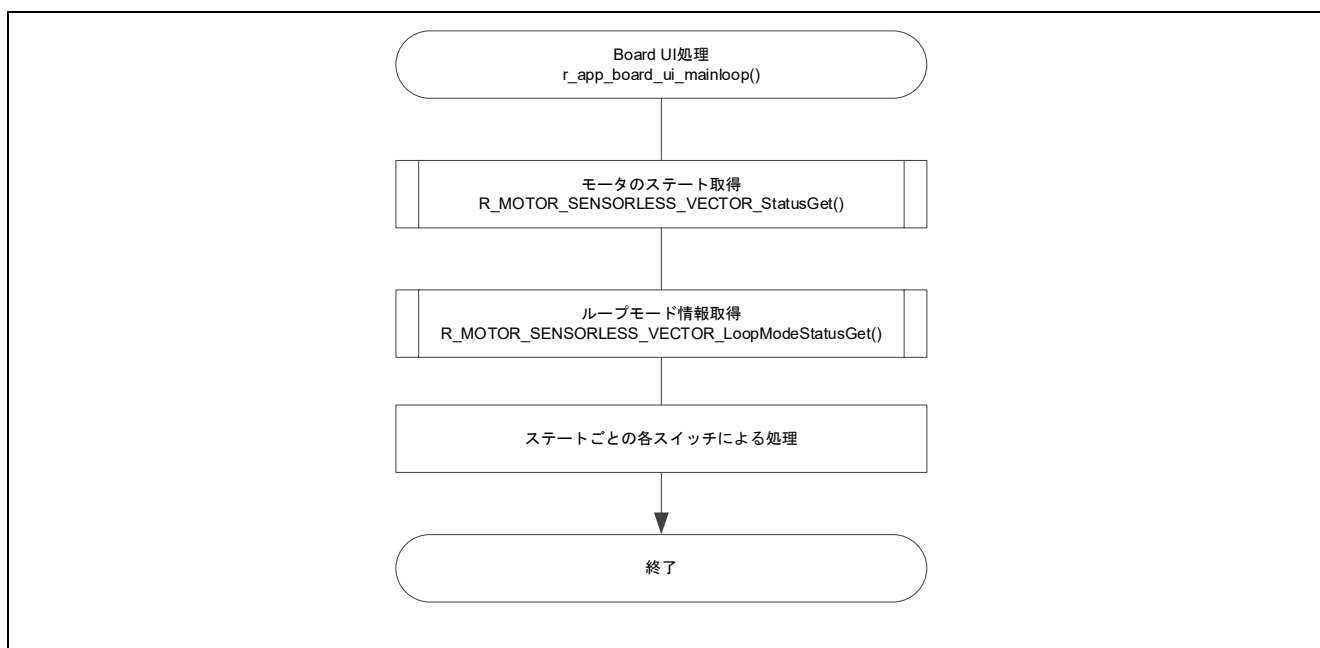 Board UI処理
r_app_board_ui_mainloop()
モータのステート取得
R_MOTOR_SENSORLESS_VECTOR_StatusGet()
ループモード情報取得
R_MOTOR_SENSORLESS_VECTOR_LoopModeStatusGet()
ステートごとの各スイッチによる処理
終了